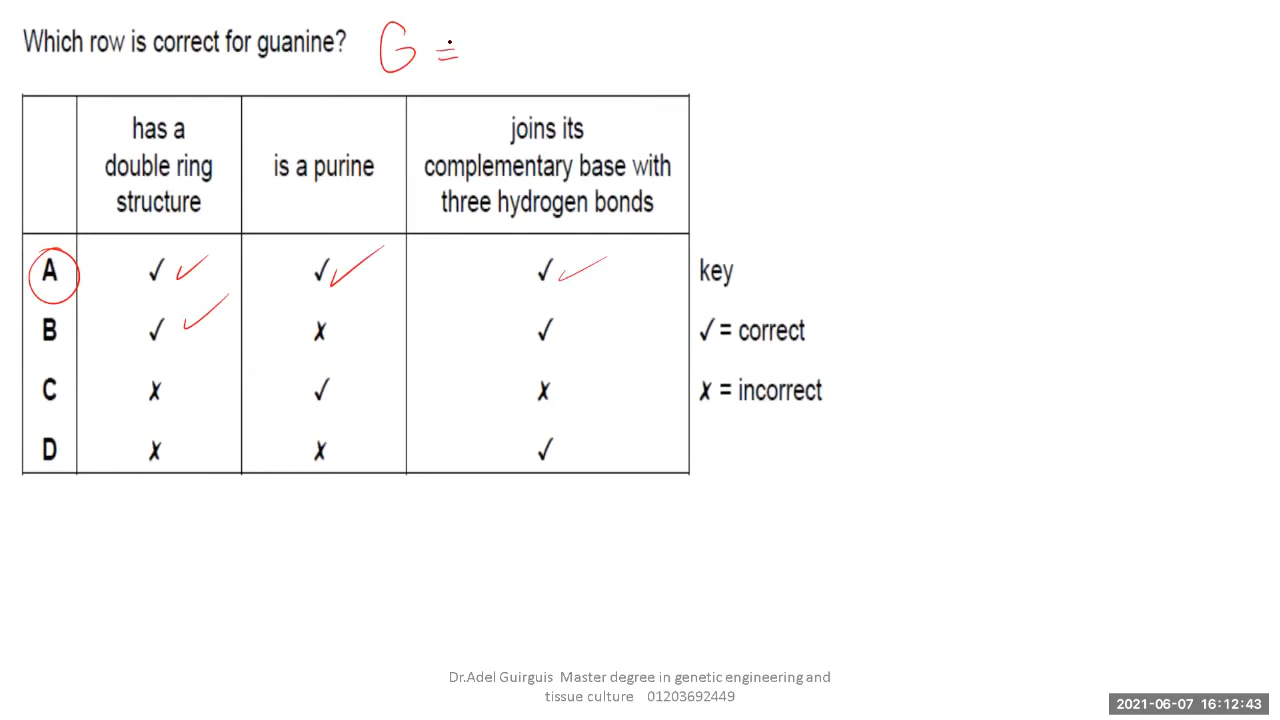 Which row is correct for guanine? G =
has a double ring structure
is a purine
joins its complementary base with three hydrogen bonds
A ✓ ✓ ✓ ✓ ✓ ✓ key
B ✓ ✓ ✗ ✓ ✓ = correct
C ✗ ✓ ✗ ✗ = incorrect
D ✗ ✗ ✓
Dr.Adel Guirguis Master degree in genetic engineering and
tissue culture 01203692449
2021-06-07 16:12:43